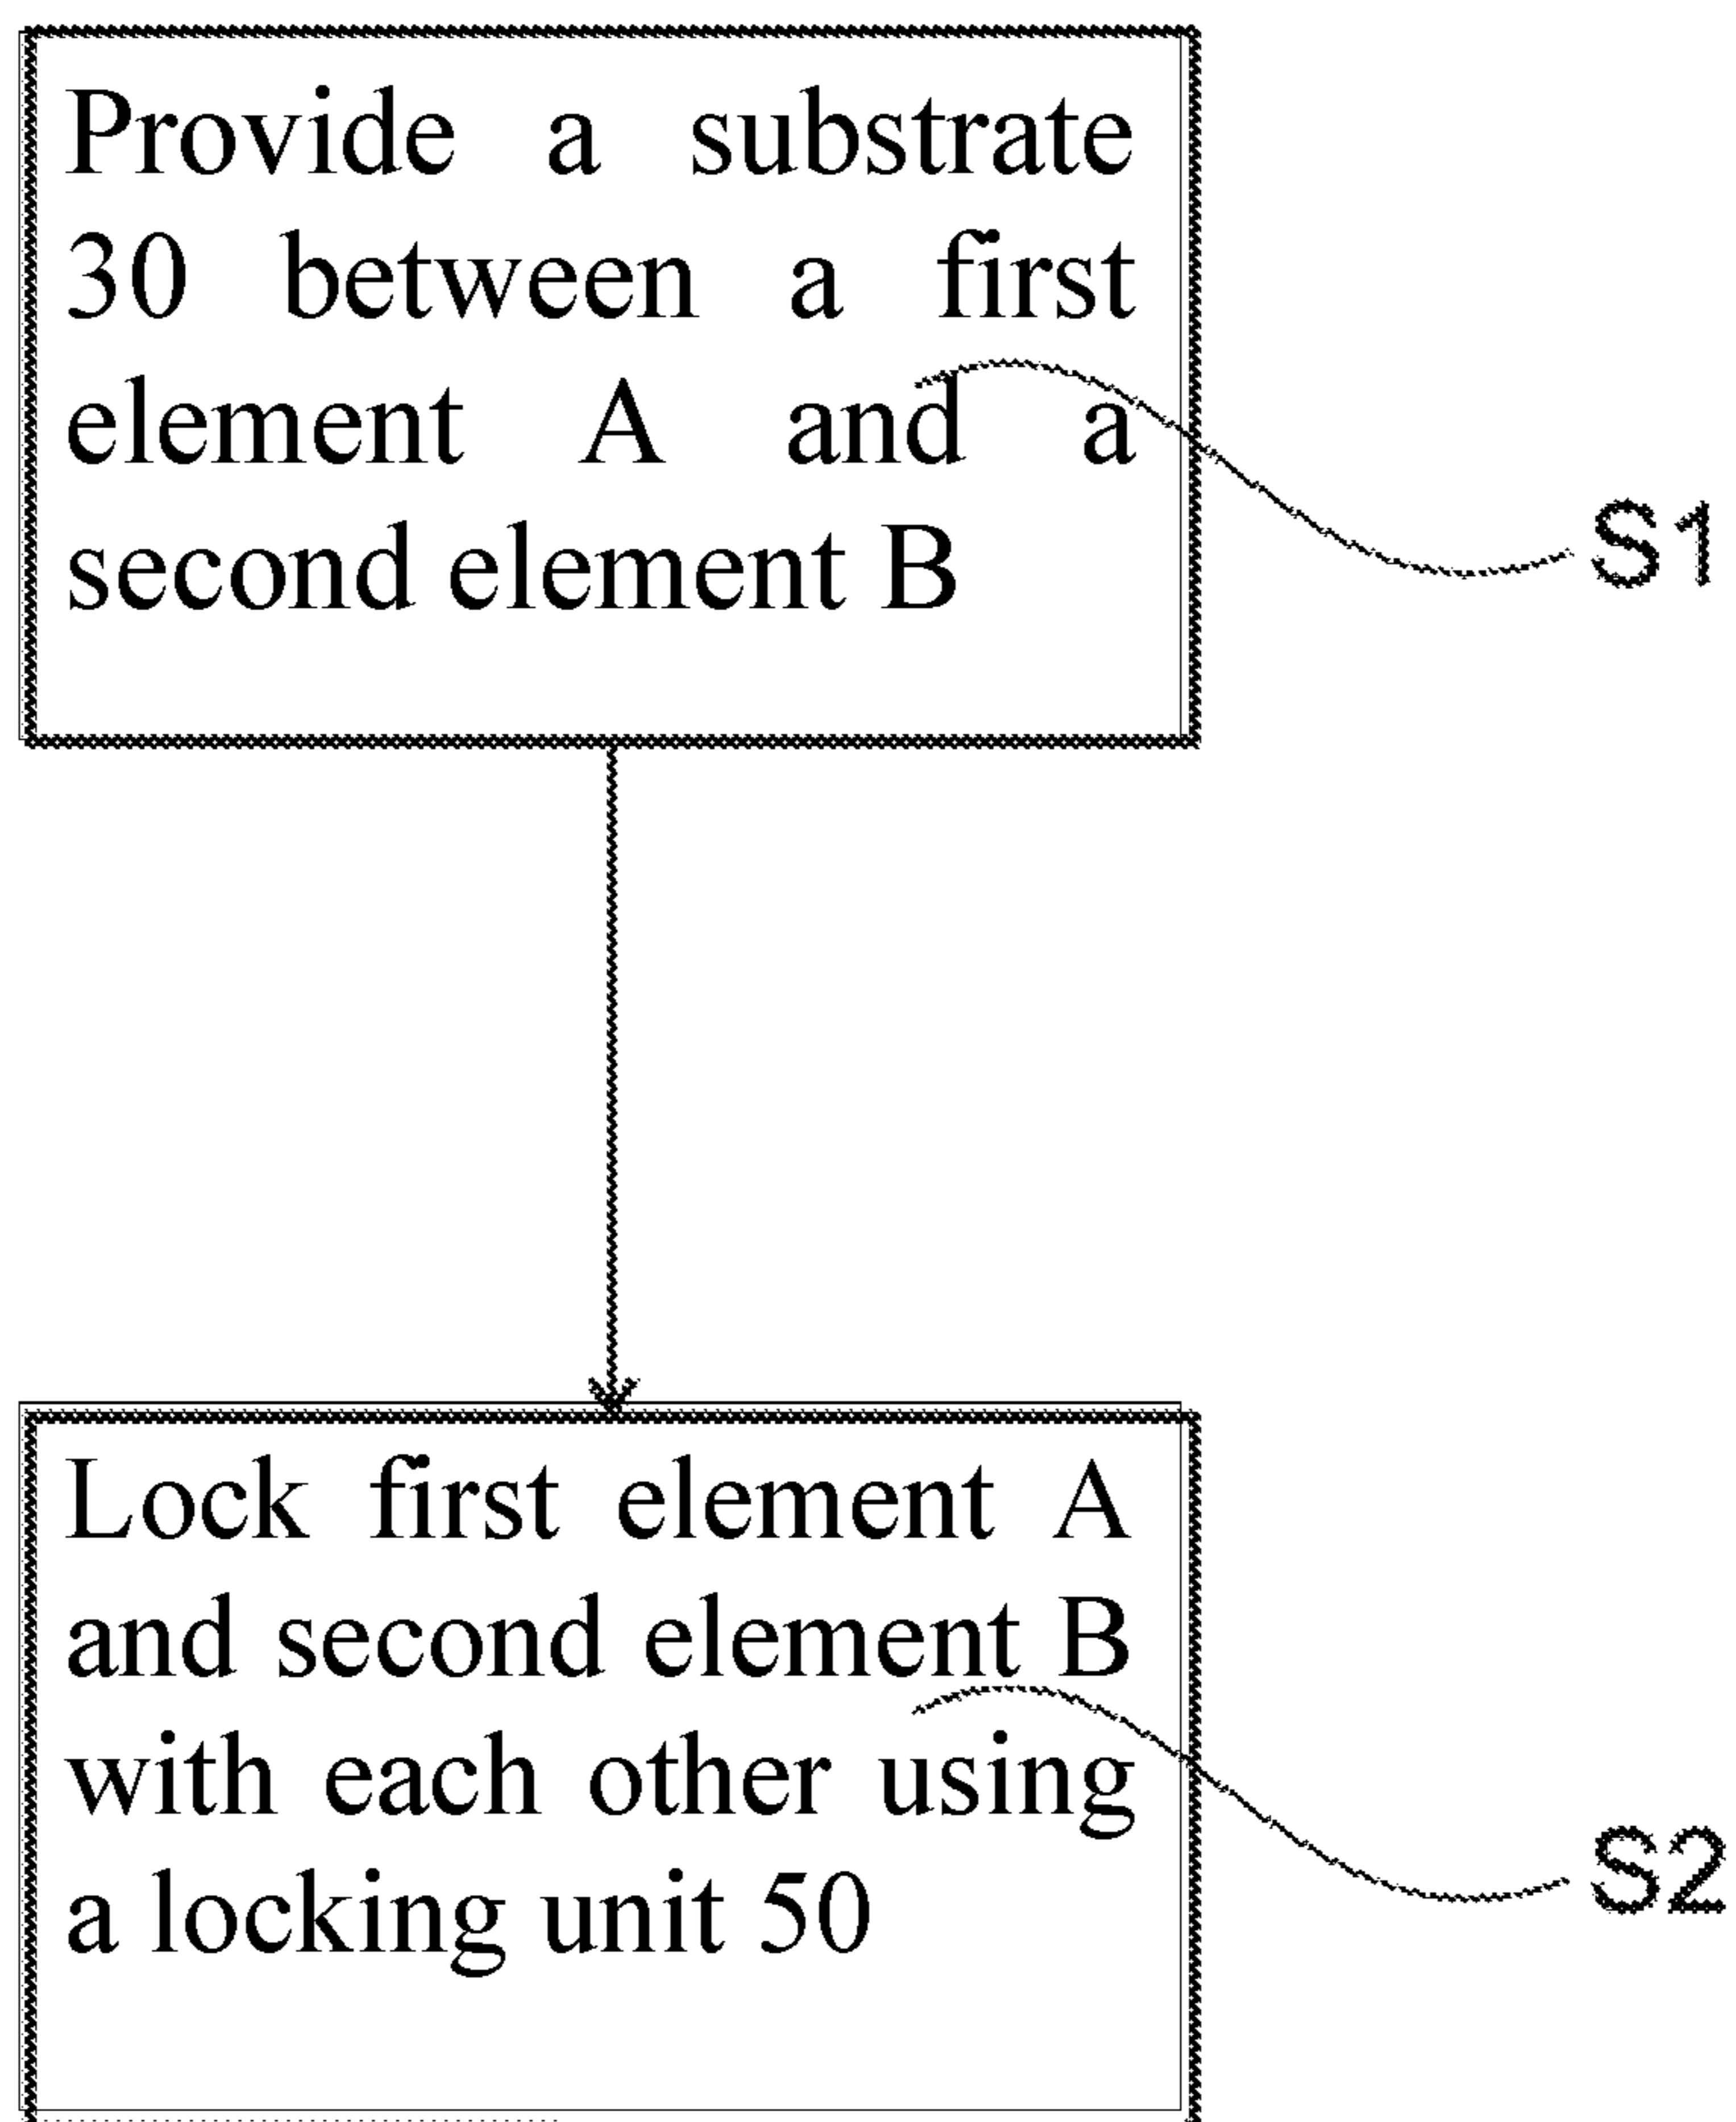 Provide a substrate
30 between a first
element A and a
second element B
S1
Lock first element A
and second element B
with each other using
a locking unit 50
S2